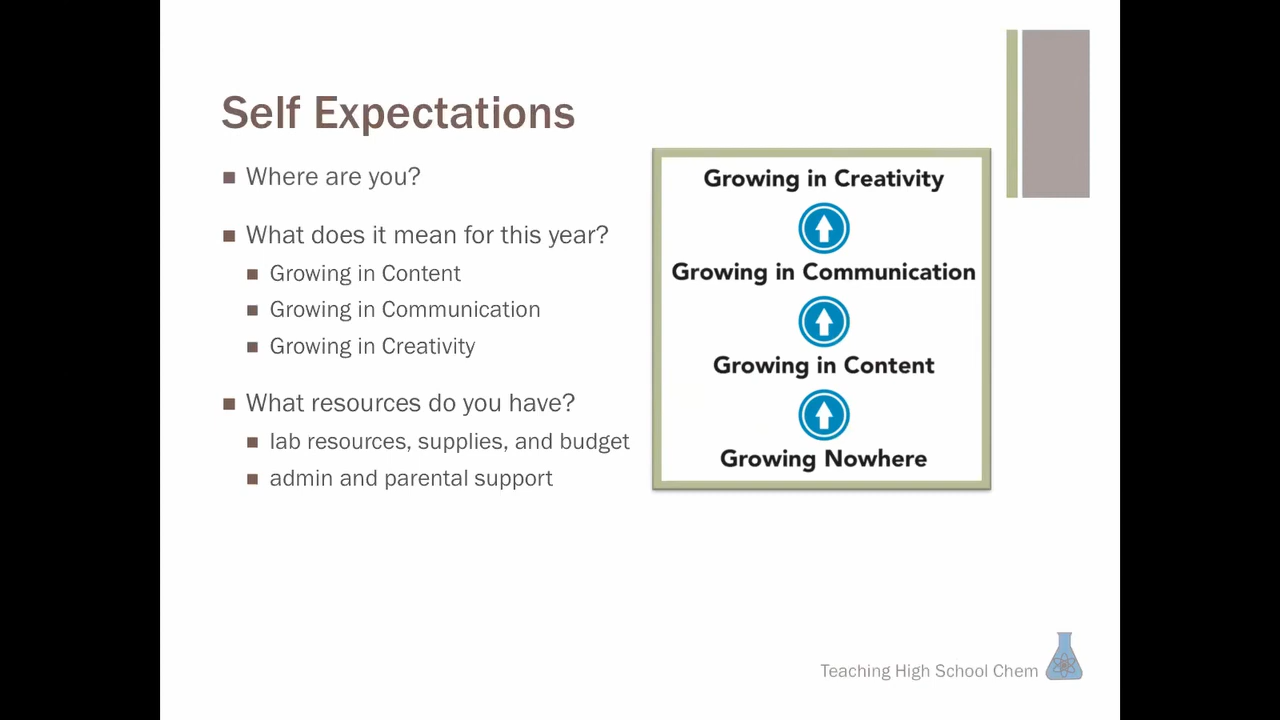 Self Expectations
Where are you?
What does it mean for this year?
Growing in Content
Growing in Communication
Growing in Creativity
What resources do you have?
lab resources, supplies, and budget
admin and parental support
Growing in Creativity
Growing in Communication
Growing in Content
Growing Nowhere
Teaching High School Chem